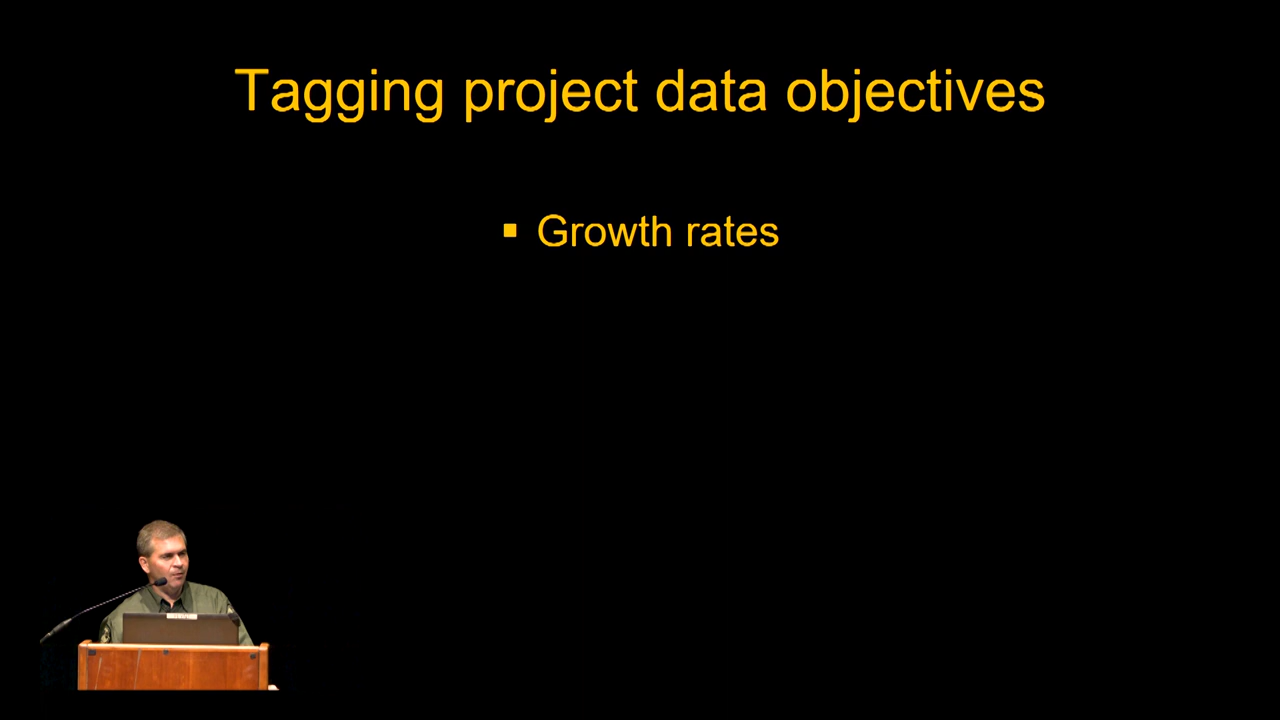 Tagging project data objectives
▪ Growth rates